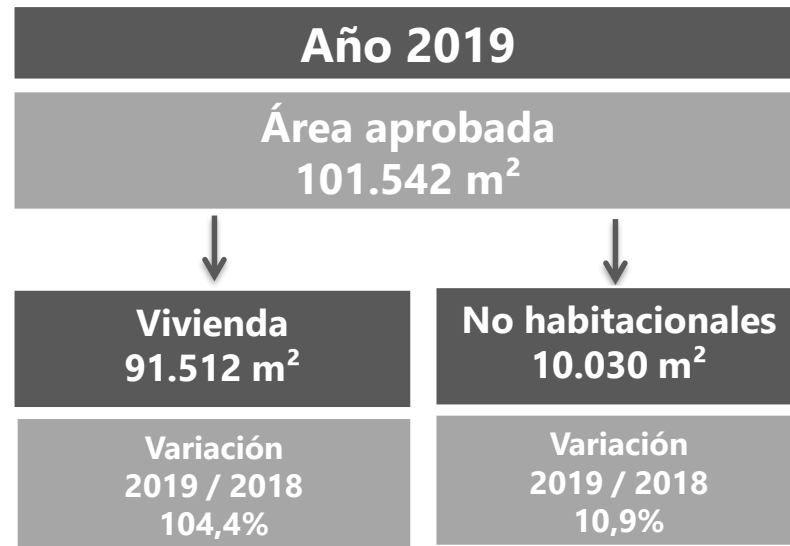 Año 2019
Área aprobada
101.542 m²
Vivienda
91.512 m²
No habitacionales
10.030 m²
Variación
2019 / 2018
104,4%
Variación
2019 / 2018
10,9%